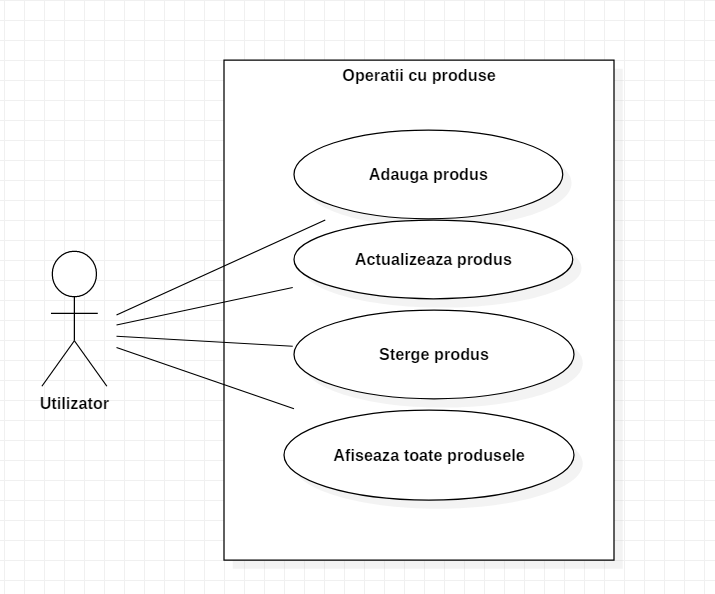 Operatii cu produse
Adauga produs
Actualizeaza produs
Sterge produs
Afiseaza toate produsele
Utilizator